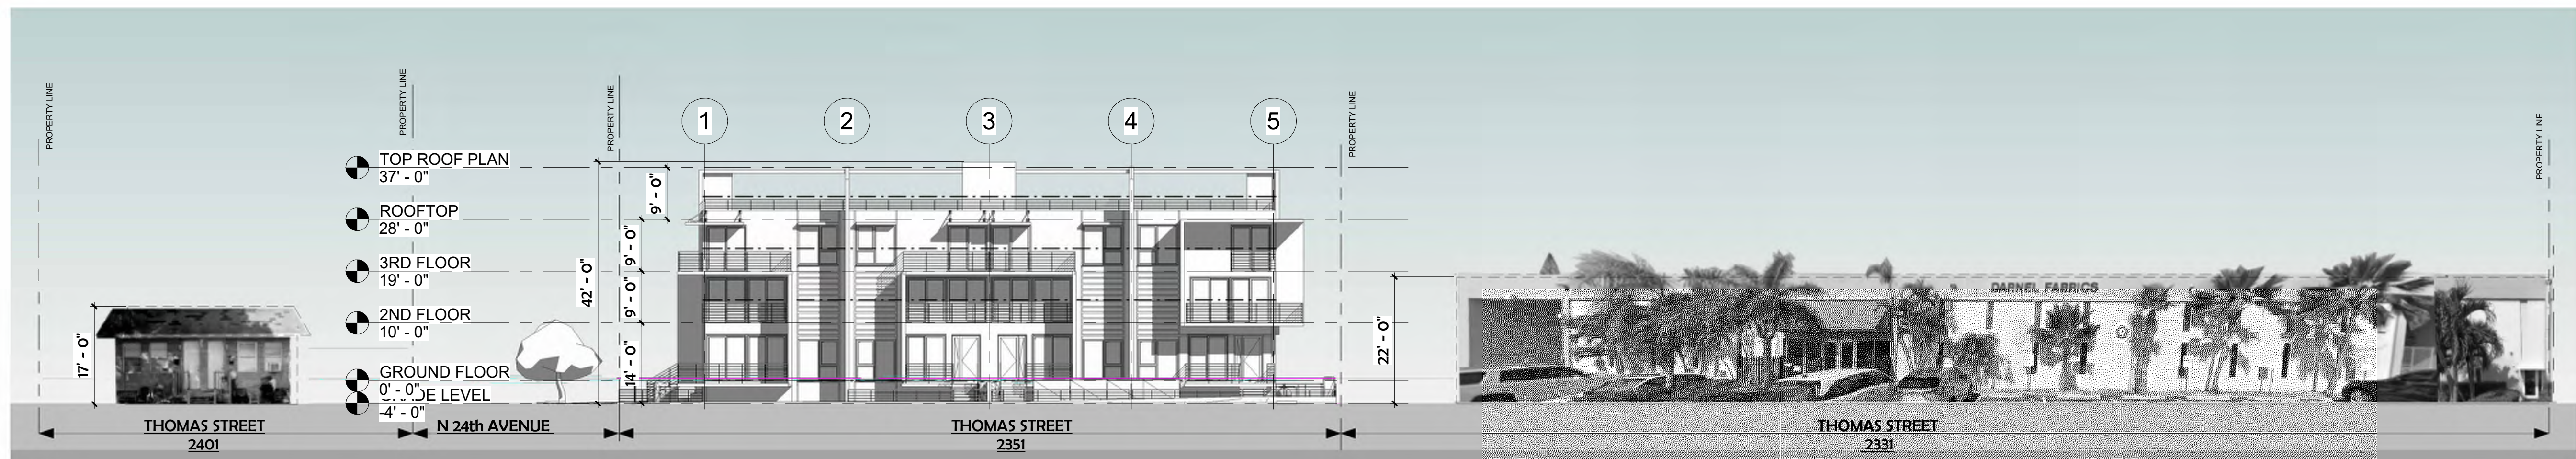 PROPERTY LINE
PROPERTY LINE
PROPERTY LINE
PROPERTY LINE
PROPERTY LINE
1
2
3
4
5
TOP ROOF PLAN
37' - 0"
ROOFTOP
28' - 0"
3RD FLOOR
19' - 0"
2ND FLOOR
10' - 0"
GROUND FLOOR
0' - 0"
DE LEVEL
-4' - 0"
17' - 0"
42' - 0"
9' - 0"
9' - 0"
9' - 0"
14' - 0"
22' - 0"
DARNEL FABRICS
THOMAS STREET
2401
N 24th AVENUE
THOMAS STREET
2351
THOMAS STREET
2331